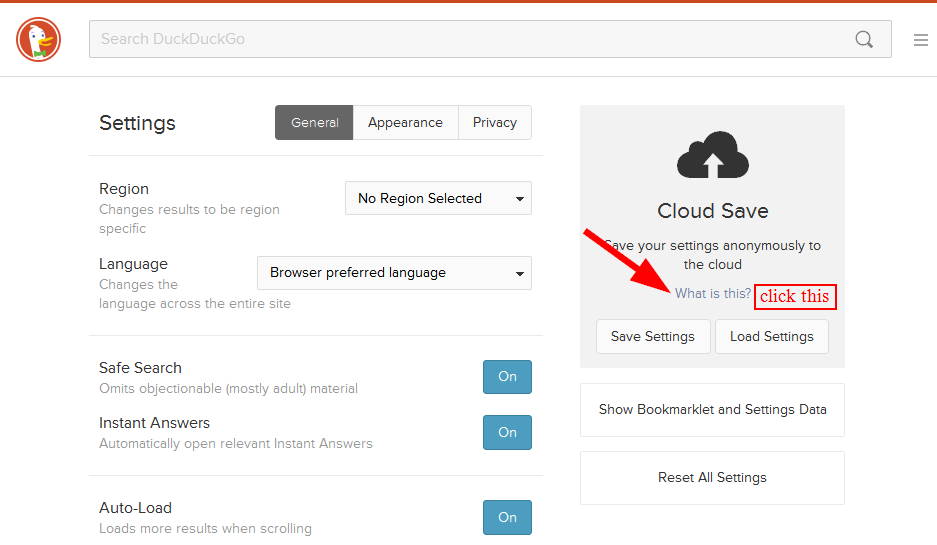 Search DuckDuckGo
Settings
General
Appearance
Privacy
Region
Changes results to be region
specific
No Region Selected
Language
Changes the
language across the entire site
Browser preferred language
Safe Search
Omits objectionable (mostly adult) material
On
Instant Answers
Automatically open relevant Instant Answers
On
Auto-Load
Loads more results when scrolling
On
Cloud Save
Save your settings anonymously to
the cloud
What is this?
click this
Save Settings
Load Settings
Show Bookmarklet and Settings Data
Reset All Settings